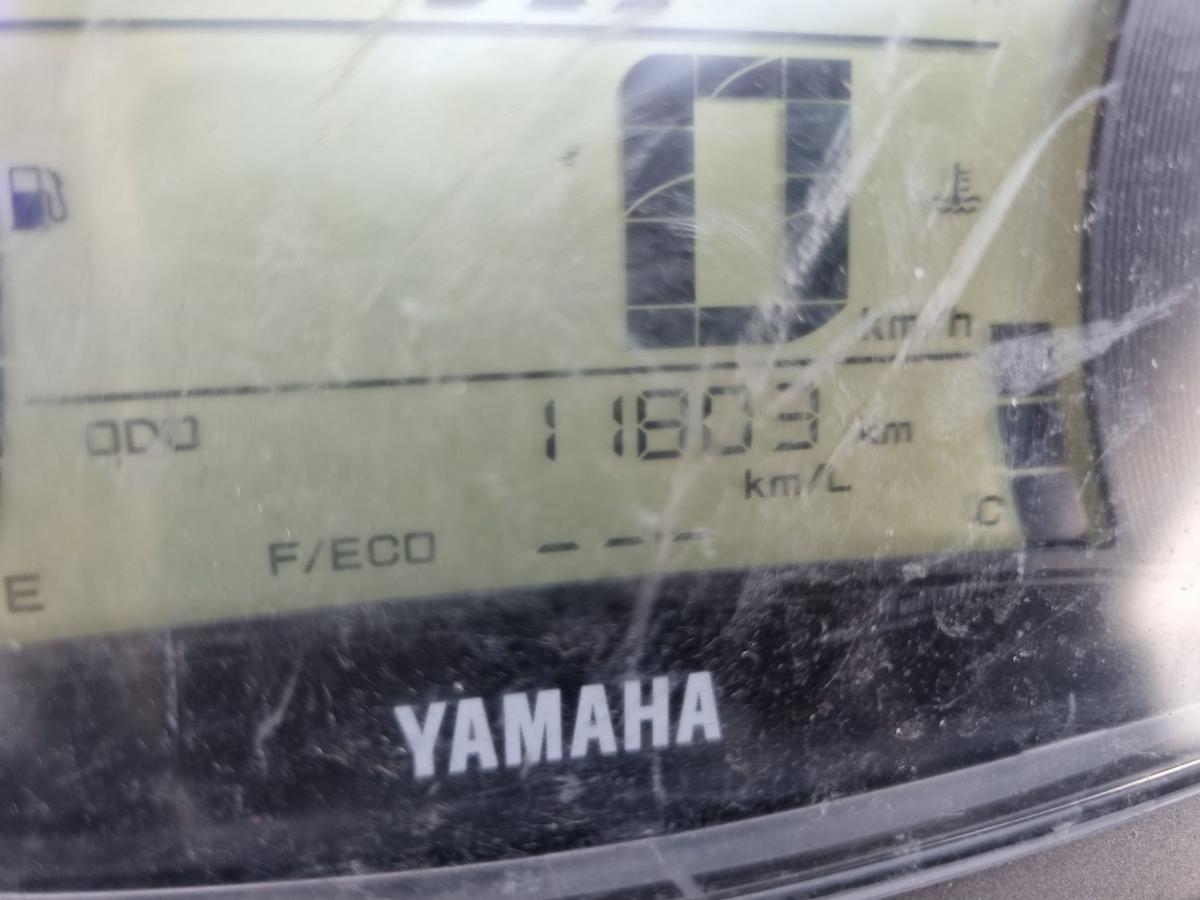 0
km/h
ODO 11803 km
km/L
C
F/ECO ---
E
YAMAHA